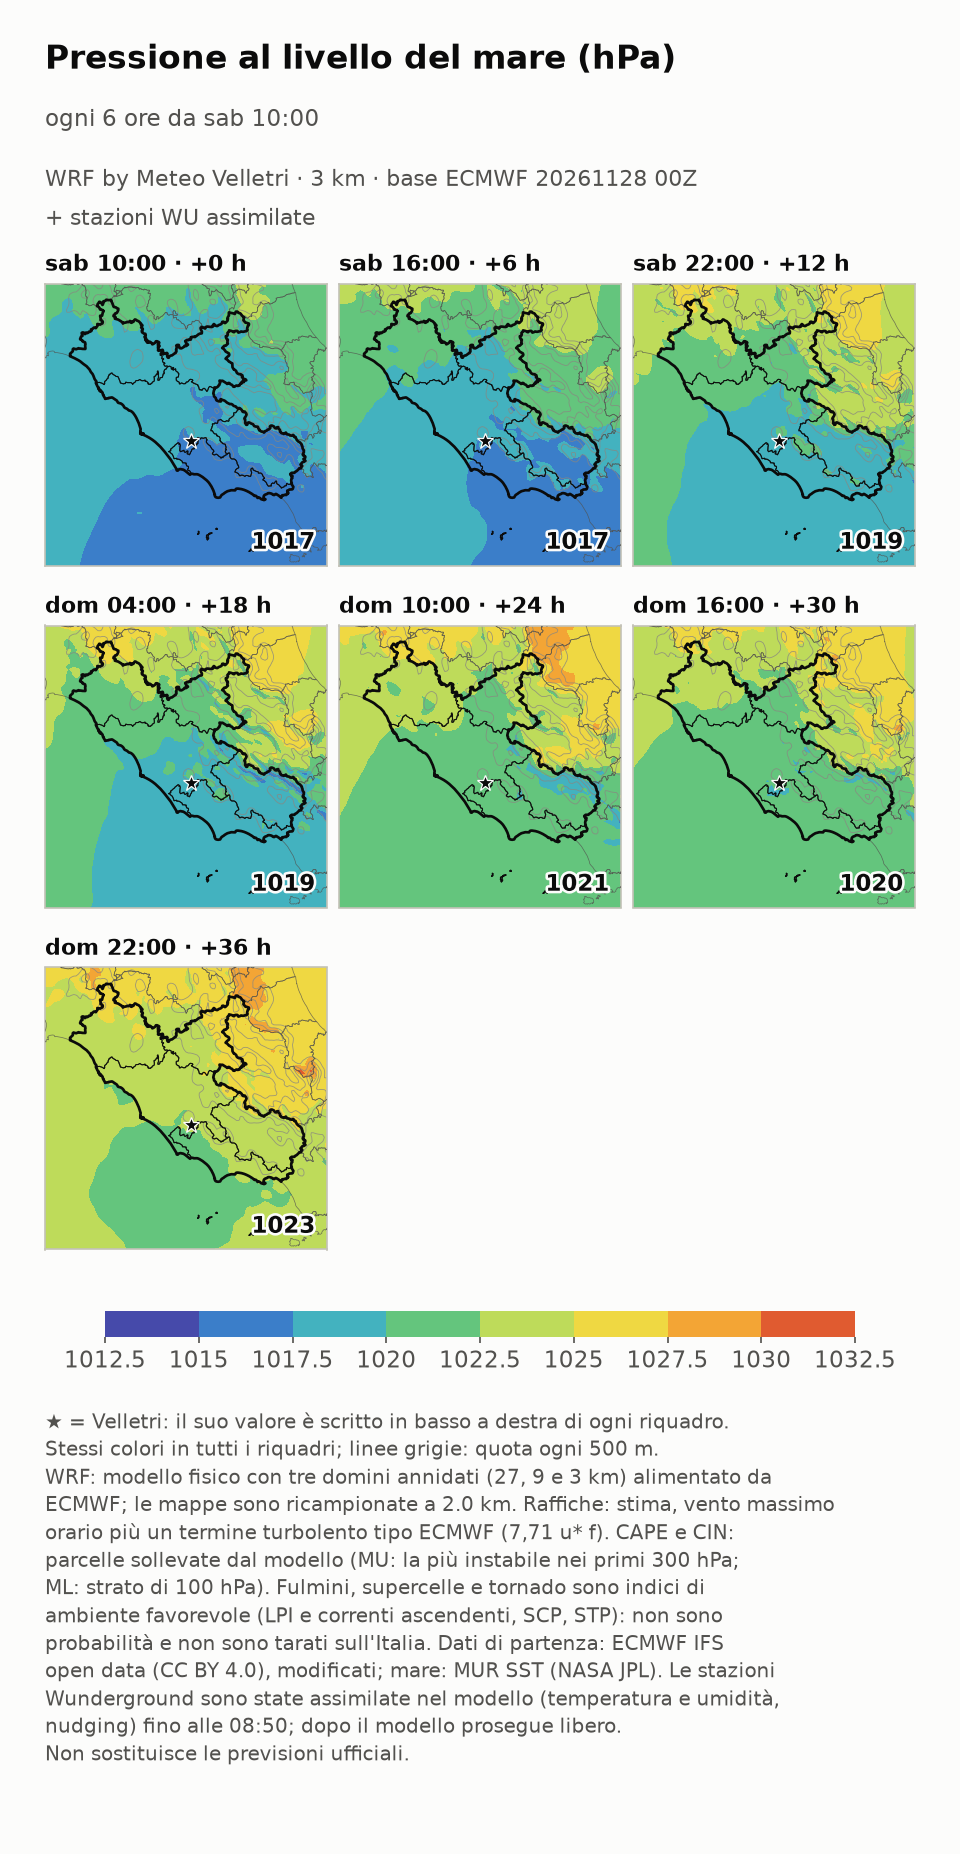 Pressione al livello del mare (hPa)
ogni 6 ore da sab 10:00
WRF by Meteo Velletri · 3 km · base ECMWF 20261128 00Z
+ stazioni WU assimilate
sab 10:00 · +0 h
sab 16:00 · +6 h
sab 22:00 · +12 h
1017
1017
1019
dom 04:00 · +18 h
dom 10:00 · +24 h
dom 16:00 · +30 h
1019
1021
1020
dom 22:00 · +36 h
1023
1012.5 1015 1017.5 1020 1022.5 1025 1027.5 1030 1032.5
★ = Velletri: il suo valore è scritto in basso a destra di ogni riquadro.
Stessi colori in tutti i riquadri; linee grigie: quota ogni 500 m.
WRF: modello fisico con tre domini annidati (27, 9 e 3 km) alimentato da
ECMWF; le mappe sono ricampionate a 2.0 km. Raffiche: stima, vento massimo
orario più un termine turbolento tipo ECMWF (7,71 u* f). CAPE e CIN:
parcelle sollevate dal modello (MU: la più instabile nei primi 300 hPa;
ML: strato di 100 hPa). Fulmini, supercelle e tornado sono indici di
ambiente favorevole (LPI e correnti ascendenti, SCP, STP): non sono
probabilità e non sono tarati sull'Italia. Dati di partenza: ECMWF IFS
open data (CC BY 4.0), modificati; mare: MUR SST (NASA JPL). Le stazioni
Wunderground sono state assimilate nel modello (temperatura e umidità,
nudging) fino alle 08:50; dopo il modello prosegue libero.
Non sostituisce le previsioni ufficiali.